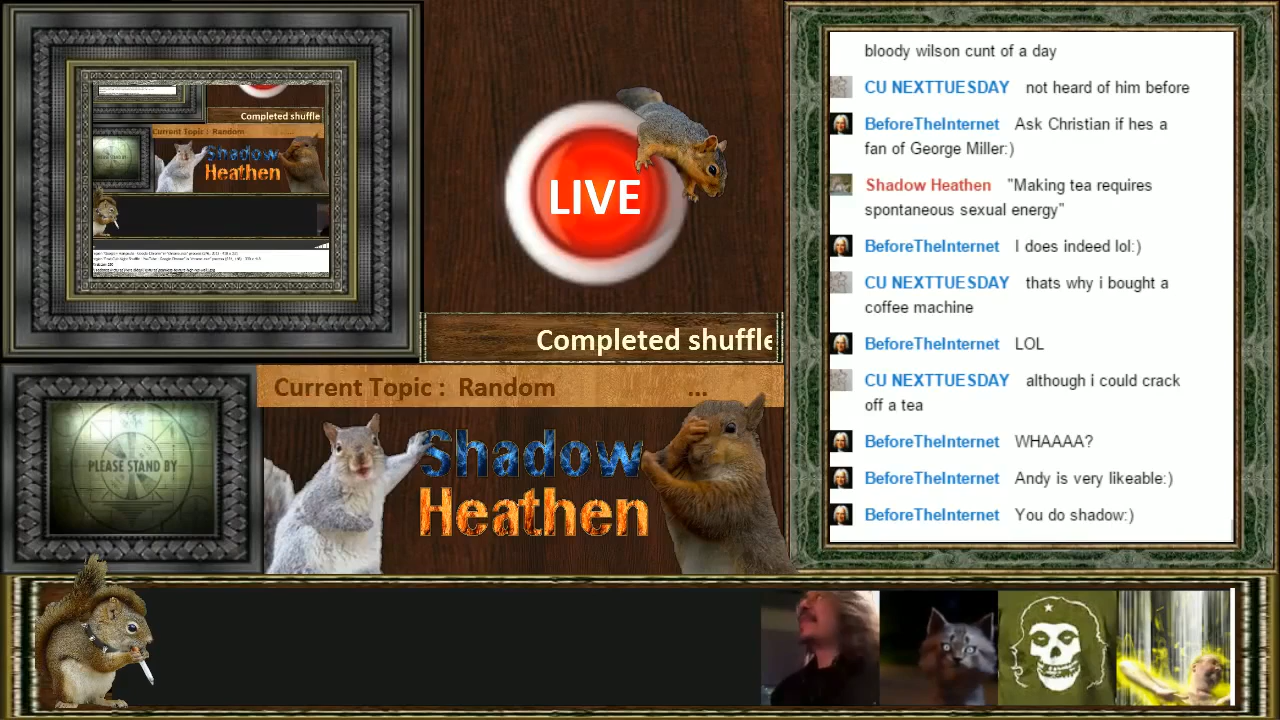 Completed shuffle
Current Topic : Random
Shadow
Heathen
LIVE
Completed shuffle
Current Topic : Random ...
PLEASE STAND BY
Shadow
Heathen
bloody wilson cunt of a day
CU NEXTTUESDAY not heard of him before
BeforeTheInternet Ask Christian if hes a
fan of George Miller:)
Shadow Heathen "Making tea requires
spontaneous sexual energy"
BeforeTheInternet I does indeed lol:)
CU NEXTTUESDAY thats why i bought a
coffee machine
BeforeTheInternet LOL
CU NEXTTUESDAY although i could crack
off a tea
BeforeTheInternet WHAAAA?
BeforeTheInternet Andy is very likeable:)
BeforeTheInternet You do shadow:)